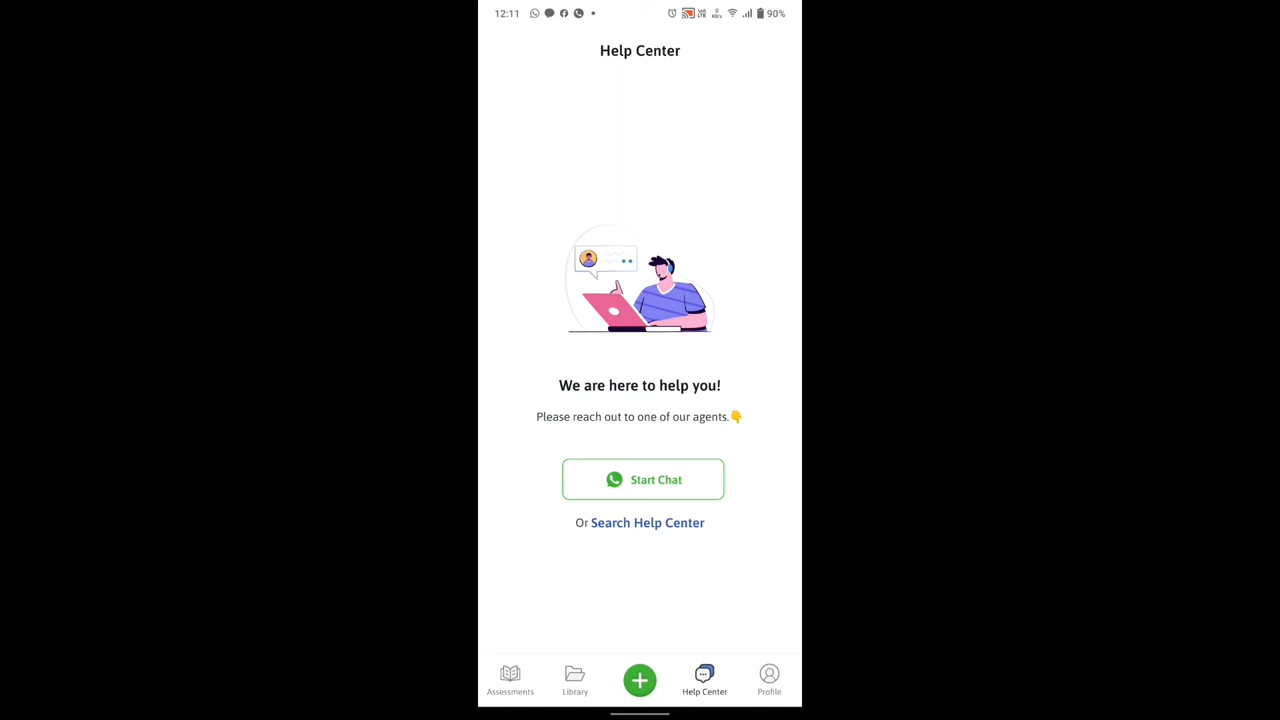 12:11
90%
Help Center
We are here to help you!
Please reach out to one of our agents.👇
Start Chat
Or Search Help Center
Assessments
Library
Help Center
Profile